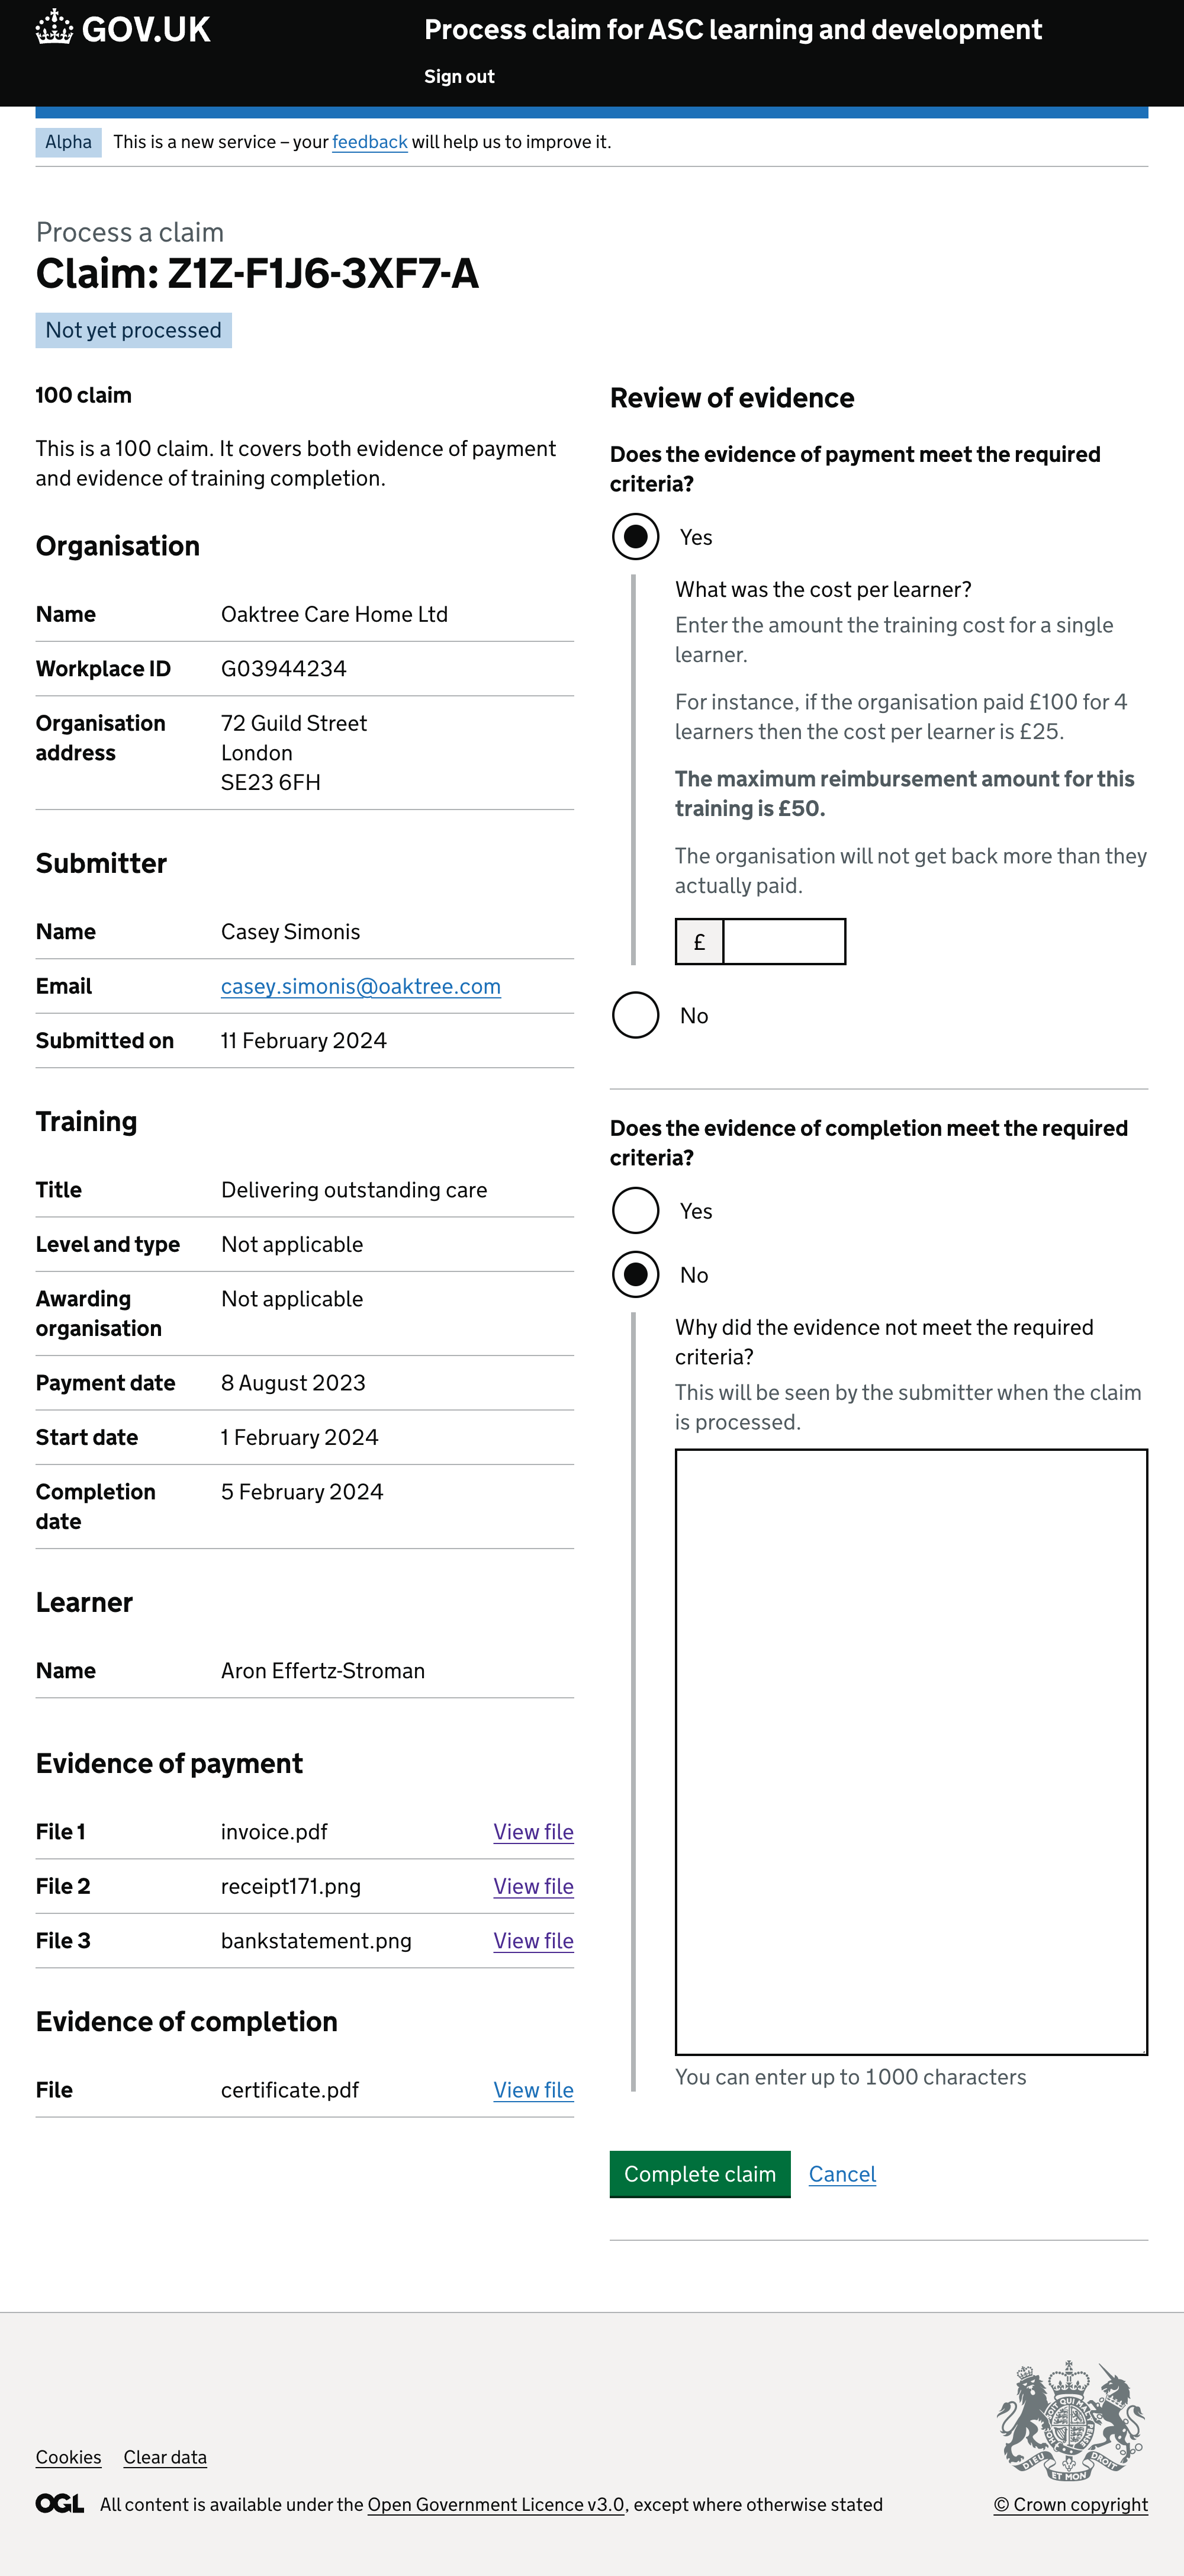 GOV.UK
Process claim for ASC learning and development
Sign out
Alpha
This is a new service – your feedback will help us to improve it.
Process a claim
Claim: Z1Z-F1J6-3XF7-A
Not yet processed
100 claim
This is a 100 claim. It covers both evidence of payment
and evidence of training completion.
Organisation
Name Oaktree Care Home Ltd
Workplace ID G03944234
Organisation
address
72 Guild Street
London
SE23 6FH
Submitter
Name Casey Simonis
Email casey.simonis@oaktree.com
Submitted on 11 February 2024
Training
Title Delivering outstanding care
Level and type Not applicable
Awarding
organisation
Not applicable
Payment date 8 August 2023
Start date 1 February 2024
Completion
date
5 February 2024
Learner
Name Aron Effertz-Stroman
Evidence of payment
File 1 invoice.pdf View file
File 2 receipt171.png View file
File 3 bankstatement.png View file
Evidence of completion
File certificate.pdf View file
Review of evidence
Does the evidence of payment meet the required
criteria?
Yes
What was the cost per learner?
Enter the amount the training cost for a single
learner.
For instance, if the organisation paid £100 for 4
learners then the cost per learner is £25.
The maximum reimbursement amount for this
training is £50.
The organisation will not get back more than they
actually paid.
£
No
Does the evidence of completion meet the required
criteria?
Yes
No
Why did the evidence not meet the required
criteria?
This will be seen by the submitter when the claim
is processed.
You can enter up to 1000 characters
Complete claim
Cancel
Cookies
Clear data
OGL
All content is available under the Open Government Licence v3.0, except where otherwise stated
DIEU ET MON DROIT
© Crown copyright